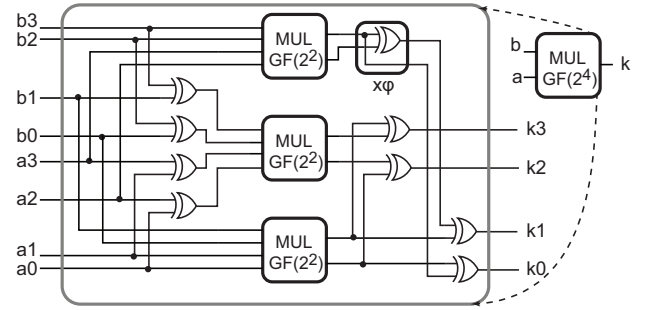 b3
b2
b1
b0
a3
a2
a1
a0
MUL
GF(2²)
xφ
MUL
GF(2²)
MUL
GF(2²)
k3
k2
k1
k0
b
a
MUL
GF(2⁴)
k